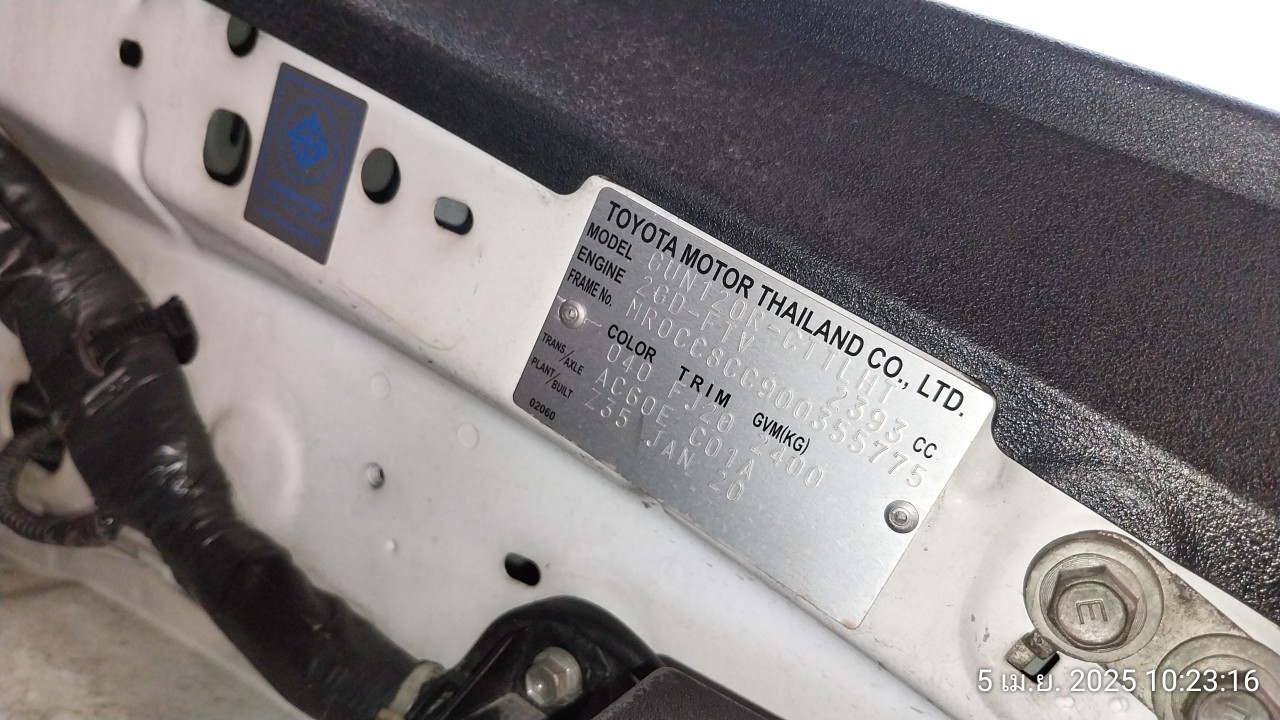 TOYOTA MOTOR THAILAND CO., LTD.
MODEL GUN120R-CTTLHT
ENGINE 2GD-FTV 2393 CC
FRAME No. MR0CC8CC900355775
COLOR TRIM GVM(KG)
040 FJ20 2400
TRANS/AXLE AC60E C01A
PLANT/BUILT Z35 JAN 20
02060
E
5 เม.ย. 2025 10:23:16